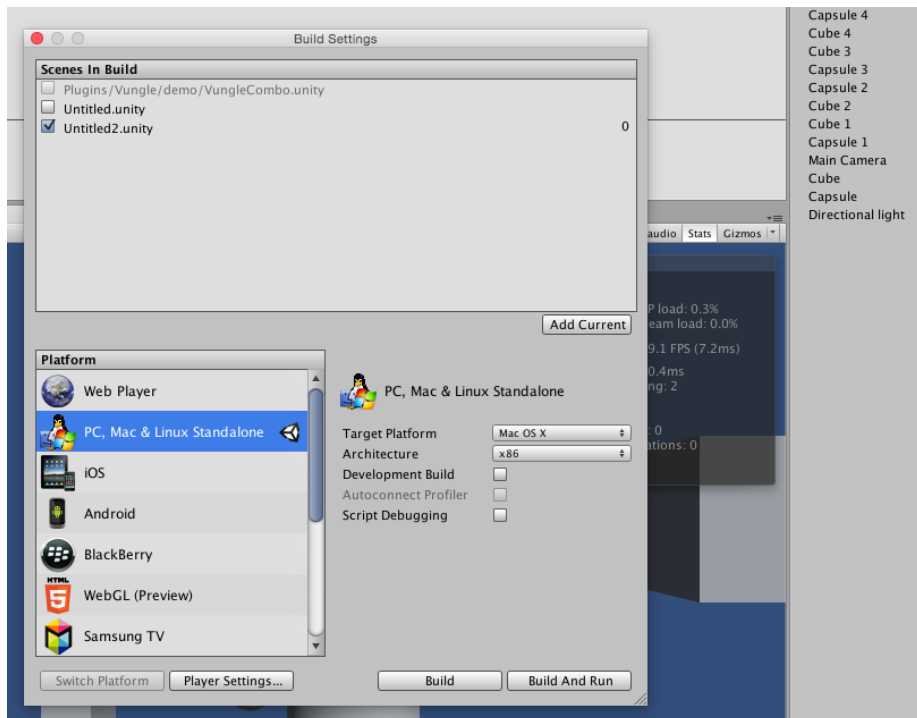 Build Settings
Scenes In Build
Plugins/Vungle/demo/VungleCombo.unity
Untitled.unity
Untitled2.unity 0
Add Current
Platform
Web Player
PC, Mac & Linux Standalone
iOS
Android
BlackBerry
HTML
5
WebGL (Preview)
Samsung TV
Switch Platform
Player Settings...
PC, Mac & Linux Standalone
Target Platform Mac OS X
Architecture x86
Development Build
Autoconnect Profiler
Script Debugging
Build
Build And Run
audio Stats Gizmos
P load: 0.3%
eam load: 0.0%
9.1 FPS (7.2ms)
0.4ms
ng: 2
: 0
ations: 0
Capsule 4
Cube 4
Cube 3
Capsule 3
Capsule 2
Cube 2
Cube 1
Capsule 1
Main Camera
Cube
Capsule
Directional light